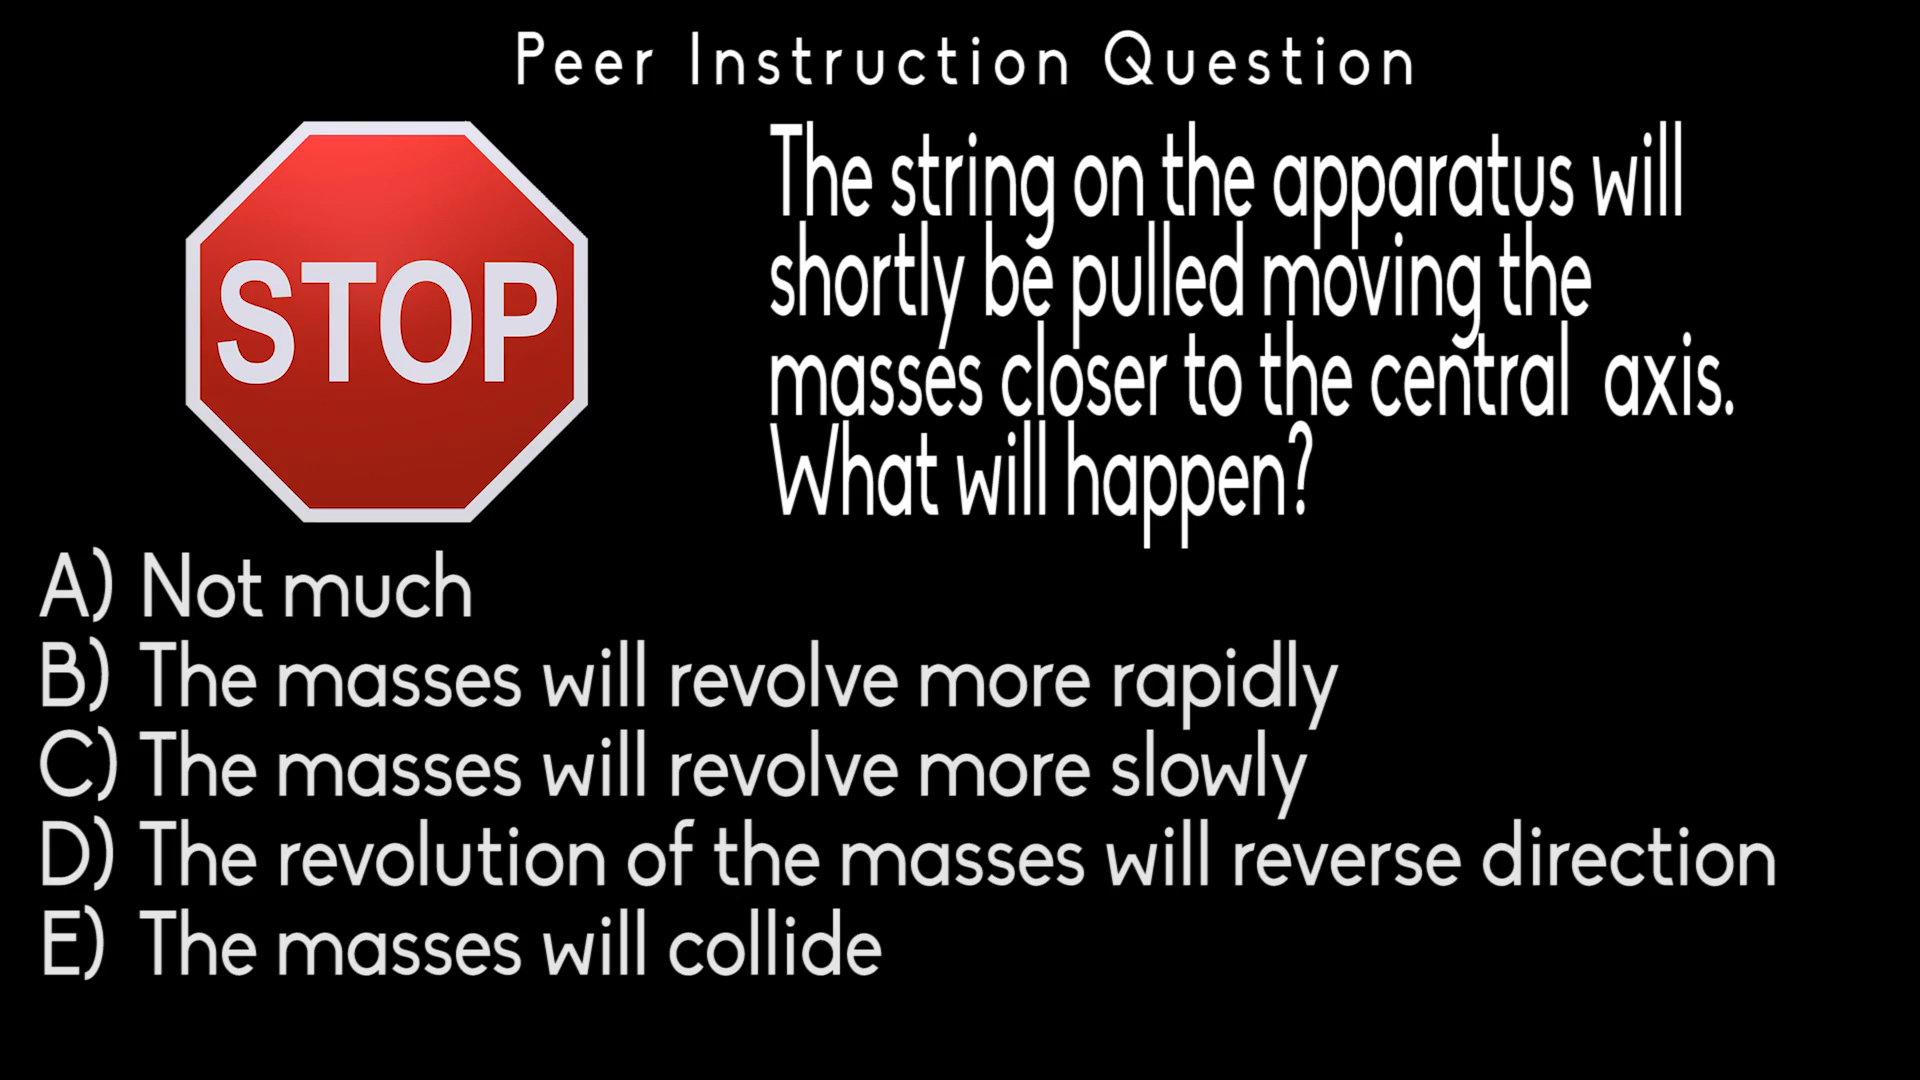 Peer Instruction Question
STOP
The string on the apparatus will
shortly be pulled moving the
masses closer to the central axis.
What will happen?
A) Not much
B) The masses will revolve more rapidly
C) The masses will revolve more slowly
D) The revolution of the masses will reverse direction
E) The masses will collide